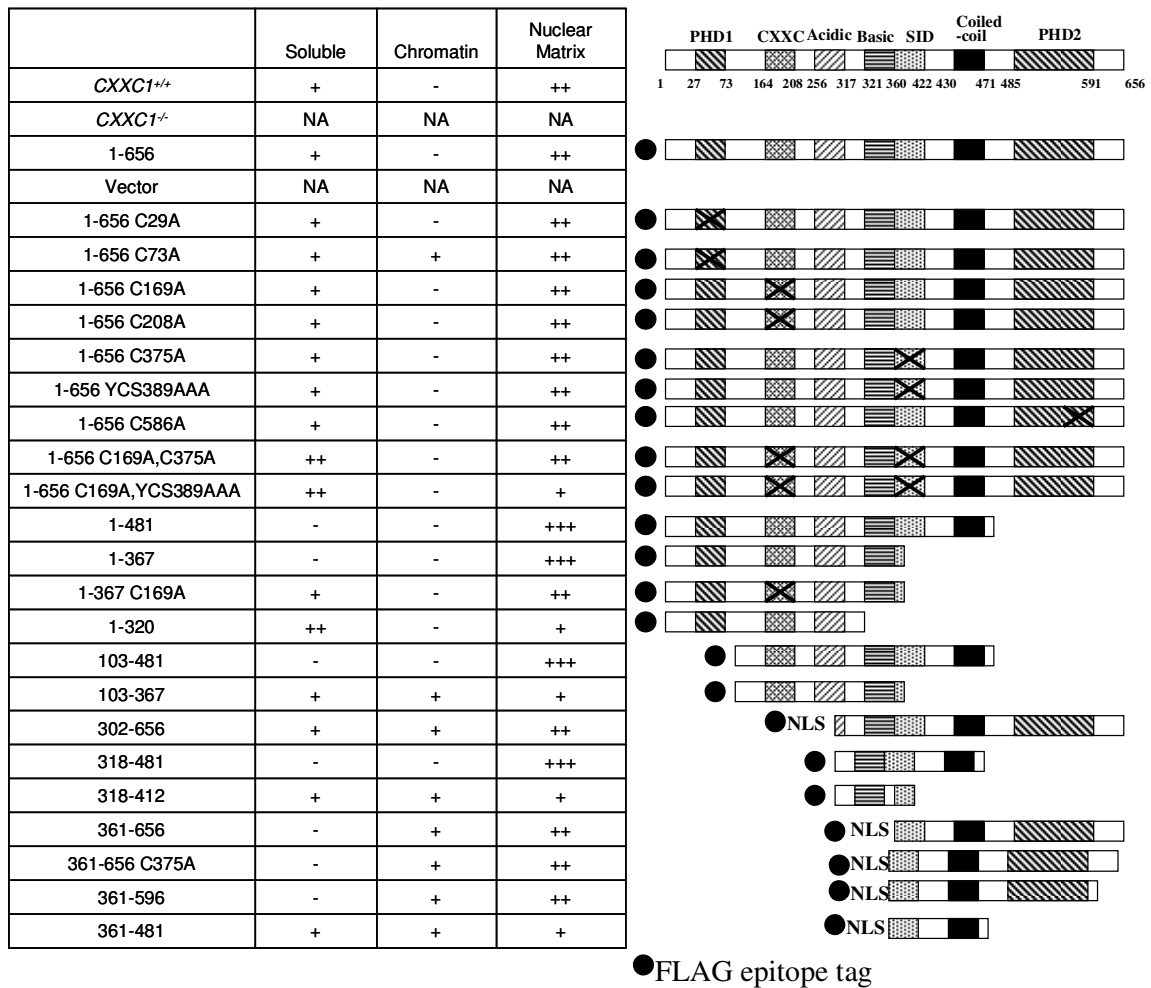 Soluble Chromatin Nuclear Matrix
CXXC1+/+ + - ++
CXXC1-/- NA NA NA
1-656 + - ++
Vector NA NA NA
1-656 C29A + - ++
1-656 C73A + + ++
1-656 C169A + - ++
1-656 C208A + - ++
1-656 C375A + - ++
1-656 YCS389AAA + - ++
1-656 C586A + - ++
1-656 C169A,C375A ++ - ++
1-656 C169A,YCS389AAA ++ - +
1-481 - - +++
1-367 - - +++
1-367 C169A + - ++
1-320 ++ - +
103-481 - - +++
103-367 + + +
302-656 + + ++
318-481 - - +++
318-412 + + +
361-656 - + ++
361-656 C375A - + ++
361-596 - + ++
361-481 + + +
PHD1 CXXC Acidic Basic SID Coiled-coil PHD2
1 27 73 164 208 256 317 321 360 422 430 471 485 591 656
NLS
NLS
NLS
NLS
NLS
FLAG epitope tag